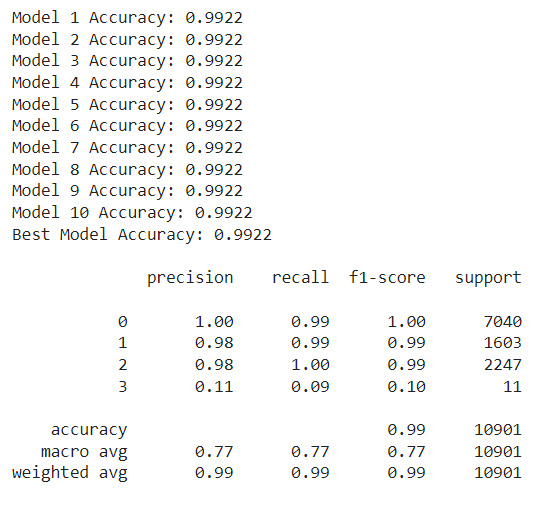 Model 1 Accuracy: 0.9922
Model 2 Accuracy: 0.9922
Model 3 Accuracy: 0.9922
Model 4 Accuracy: 0.9922
Model 5 Accuracy: 0.9922
Model 6 Accuracy: 0.9922
Model 7 Accuracy: 0.9922
Model 8 Accuracy: 0.9922
Model 9 Accuracy: 0.9922
Model 10 Accuracy: 0.9922
Best Model Accuracy: 0.9922
precision recall f1-score support
0 1.00 0.99 1.00 7040
1 0.98 0.99 0.99 1603
2 0.98 1.00 0.99 2247
3 0.11 0.09 0.10 11
accuracy 0.99 10901
macro avg 0.77 0.77 0.77 10901
weighted avg 0.99 0.99 0.99 10901